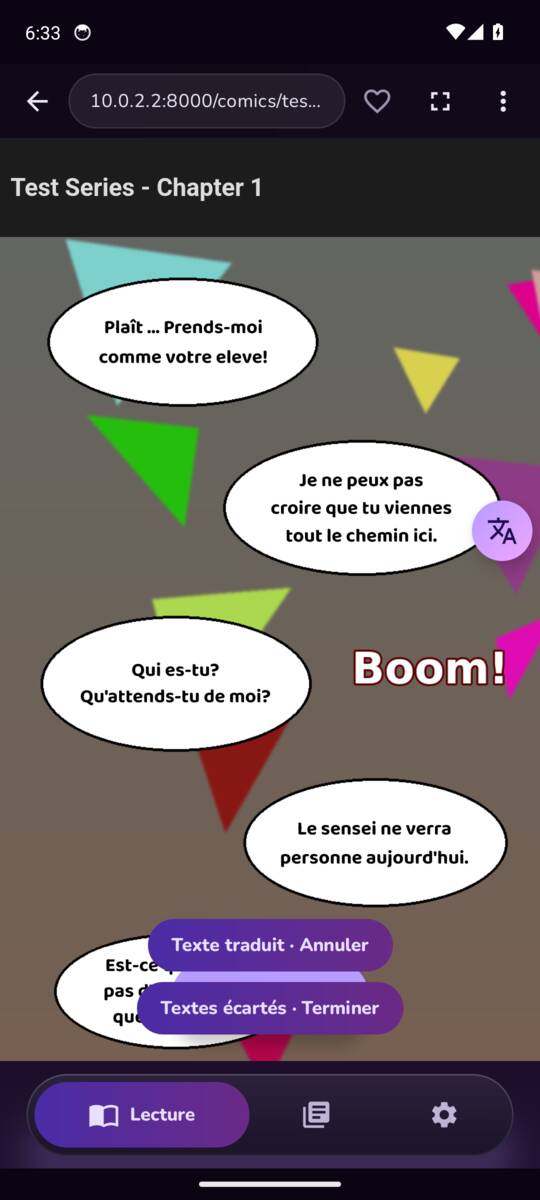 6:33
10.0.2.2:8000/comics/tes...
Test Series - Chapter 1
Plaît ... Prends-moi
comme votre eleve!
Je ne peux pas
croire que tu viennes
tout le chemin ici.
Qui es-tu?
Qu'attends-tu de moi?
Boom!
Le sensei ne verra
personne aujourd'hui.
Est-ce
pas
Texte traduit · Annuler
Textes écartés · Terminer
Lecture